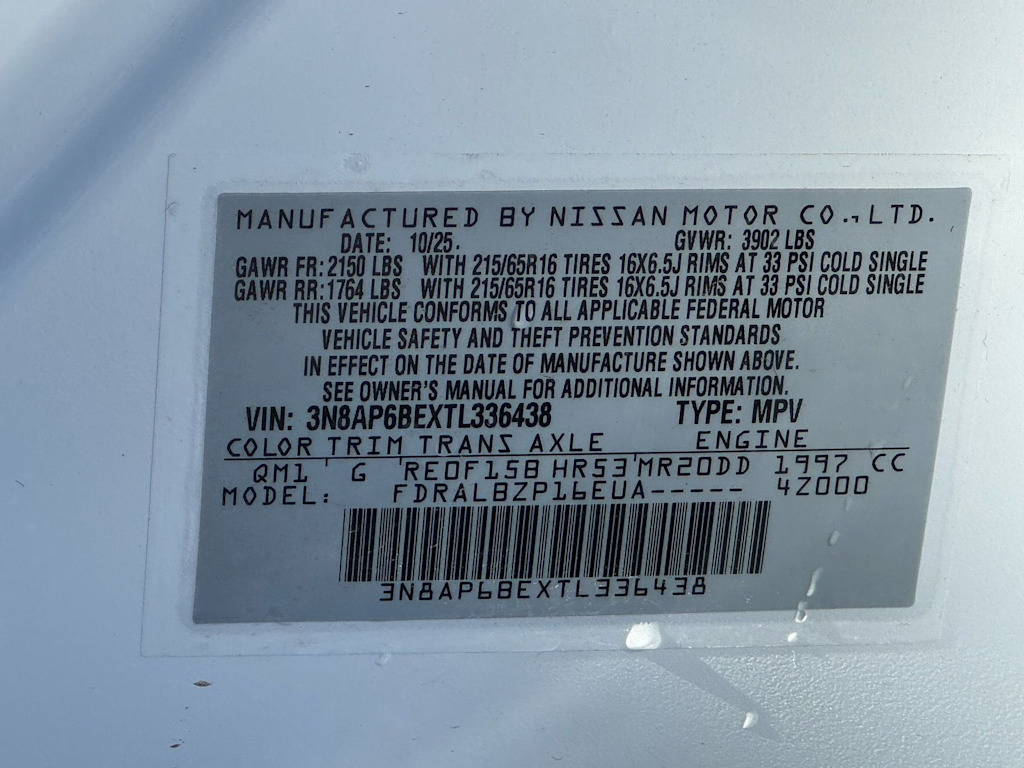 MANUFACTURED BY NISSAN MOTOR CO., LTD.
DATE: 10/25. GVWR: 3902 LBS
GAWR FR: 2150 LBS WITH 215/65R16 TIRES 16X6.5J RIMS AT 33 PSI COLD SINGLE
GAWR RR: 1764 LBS WITH 215/65R16 TIRES 16X6.5J RIMS AT 33 PSI COLD SINGLE
THIS VEHICLE CONFORMS TO ALL APPLICABLE FEDERAL MOTOR
VEHICLE SAFETY AND THEFT PREVENTION STANDARDS
IN EFFECT ON THE DATE OF MANUFACTURE SHOWN ABOVE.
SEE OWNER'S MANUAL FOR ADDITIONAL INFORMATION.
VIN: 3N8AP6BEXTL336438 TYPE: MPV
COLOR TRIM TRANS AXLE ENGINE
QM1 G RE0F15B HR53 MR20DD 1997 CC
MODEL: FDRALBZP16EUA----- 4Z000
3N8AP6BEXTL336438